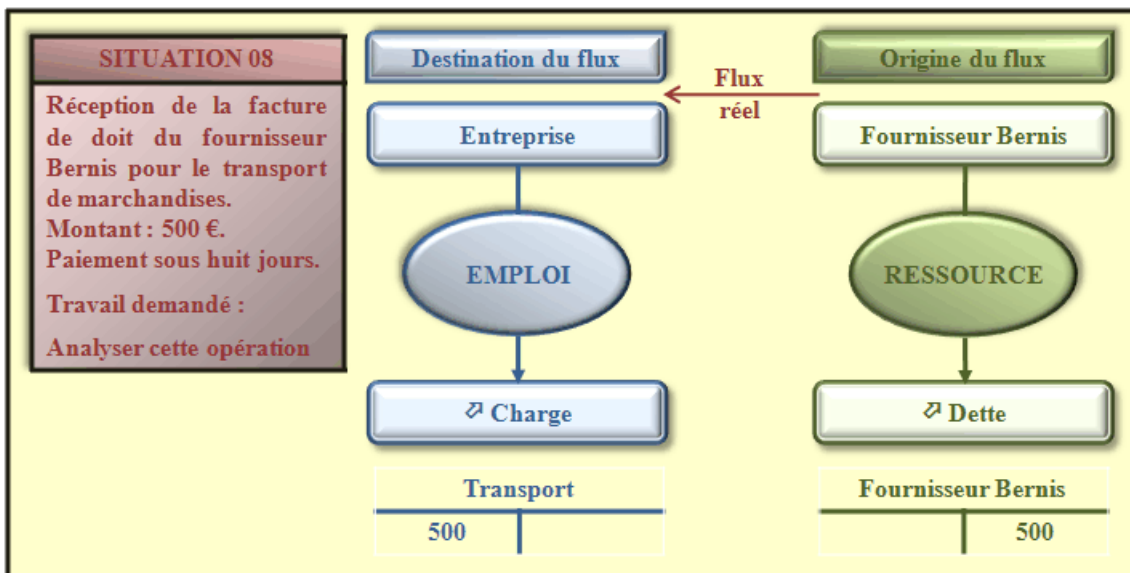 SITUATION 08
Réception de la facture
de doit du fournisseur
Bernis pour le transport
de marchandises.
Montant : 500 €.
Paiement sous huit jours.
Travail demandé :
Analyser cette opération
Destination du flux
Origine du flux
Flux
réel
Entreprise
Fournisseur Bernis
EMPLOI
RESSOURCE
⬀ Charge
⬀ Dette
Transport
500
Fournisseur Bernis
500